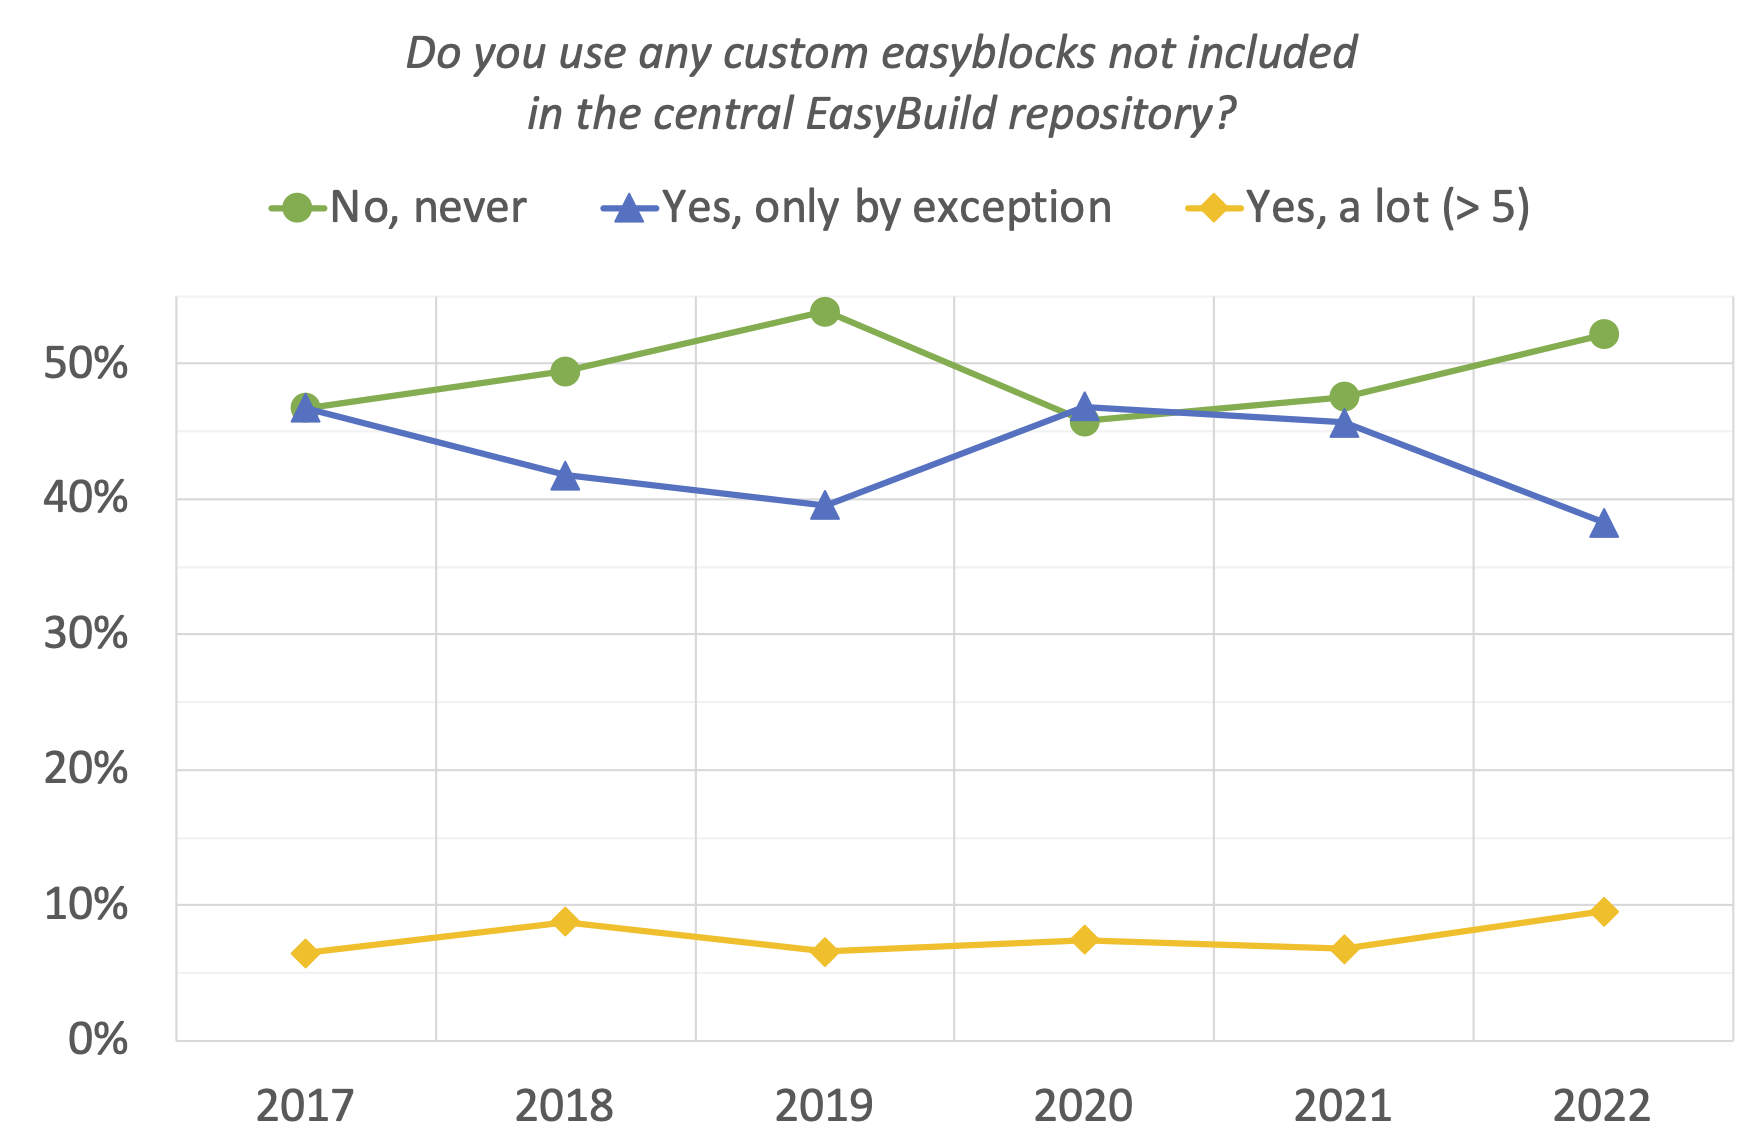 Do you use any custom easyblocks not included
in the central EasyBuild repository?
No, never
Yes, only by exception
Yes, a lot (> 5)
50%
40%
30%
20%
10%
0%
2017
2018
2019
2020
2021
2022